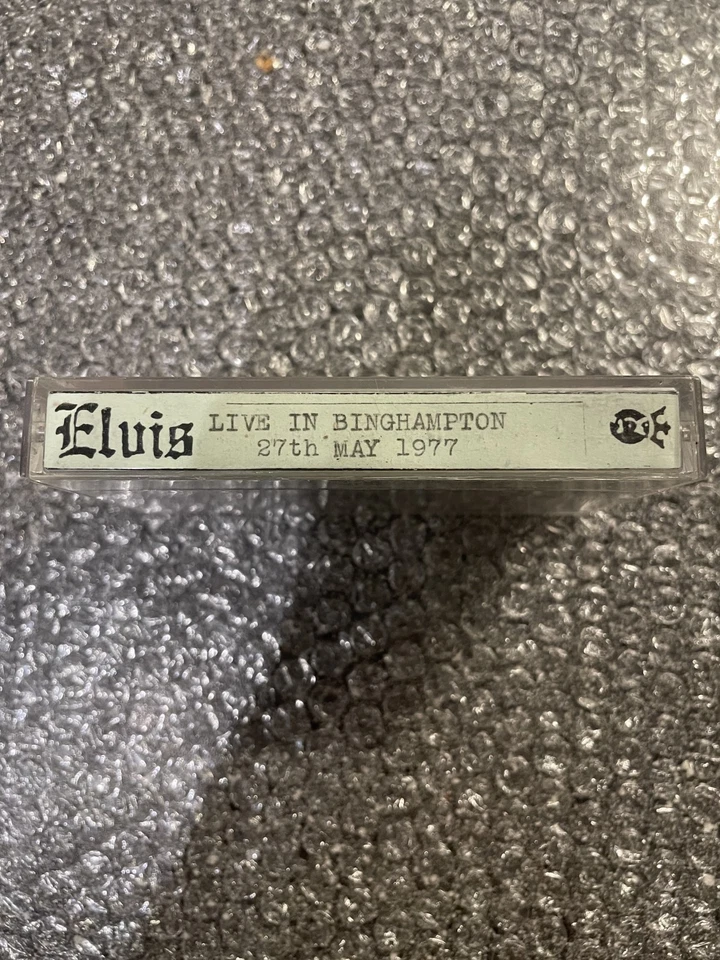 Elvis
LIVE IN BINGHAMPTON
27th MAY 1977